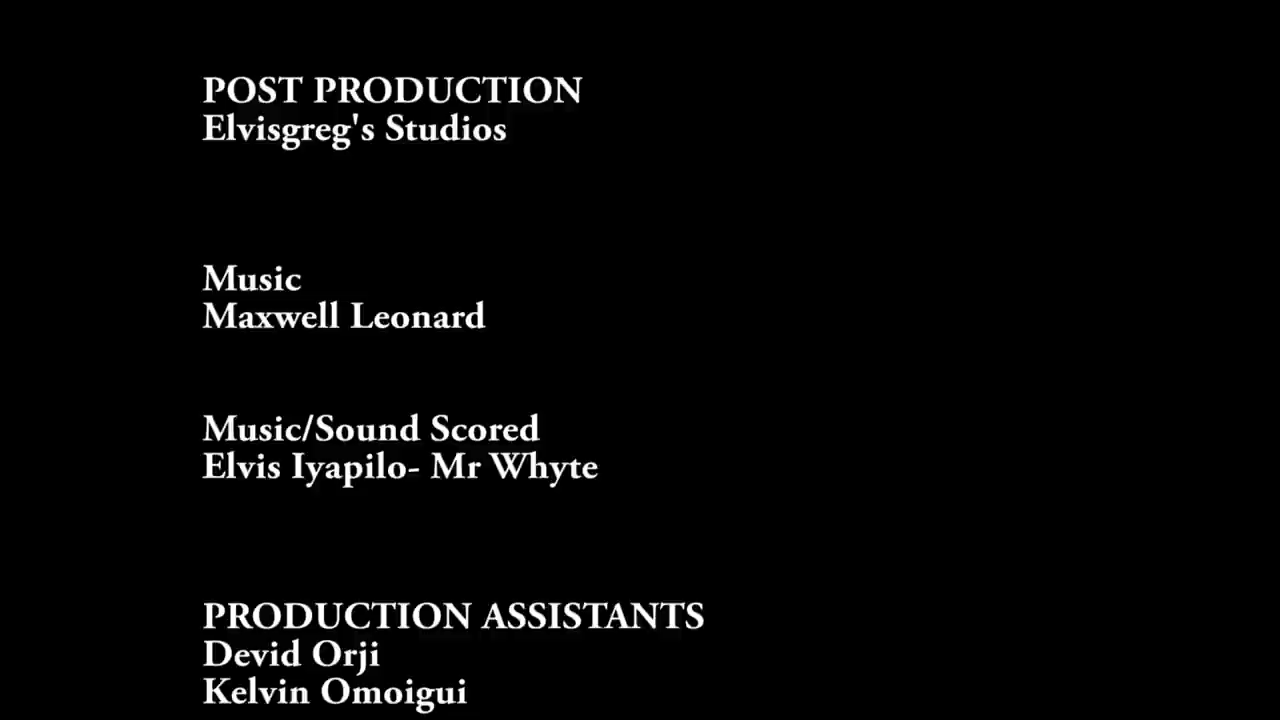 POST PRODUCTION
Elvisgreg's Studios
Music
Maxwell Leonard
Music/Sound Scored
Elvis Iyapilo- Mr Whyte
PRODUCTION ASSISTANTS
Devid Orji
Kelvin Omoigui